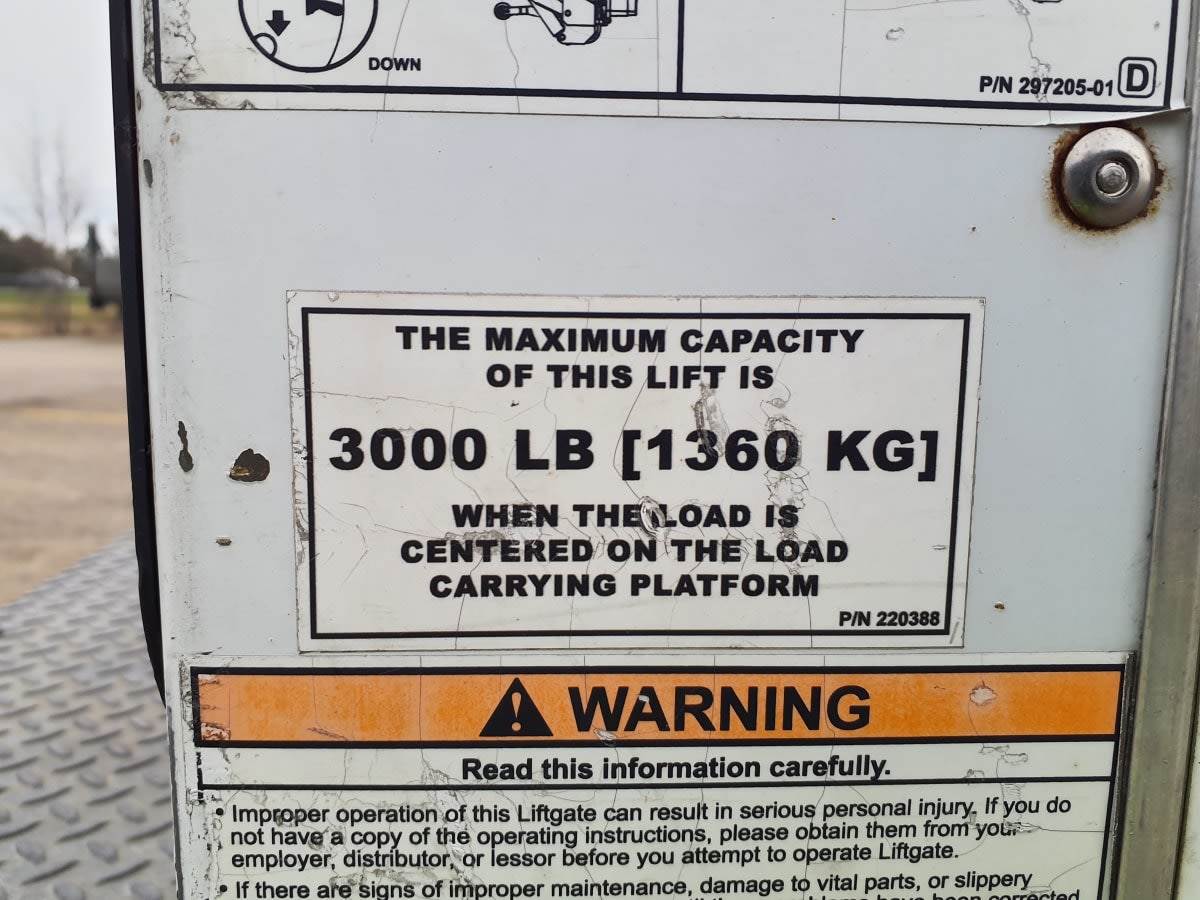 DOWN
P/N 297205-01 D
THE MAXIMUM CAPACITY
OF THIS LIFT IS
3000 LB [1360 KG]
WHEN THE LOAD IS
CENTERED ON THE LOAD
CARRYING PLATFORM
P/N 220388
WARNING
Read this information carefully.
• Improper operation of this Liftgate can result in serious personal injury. If you do
not have a copy of the operating instructions, please obtain them from your
employer, distributor, or lessor before you attempt to operate Liftgate.
• If there are signs of improper maintenance, damage to vital parts, or slippery
have been corrected